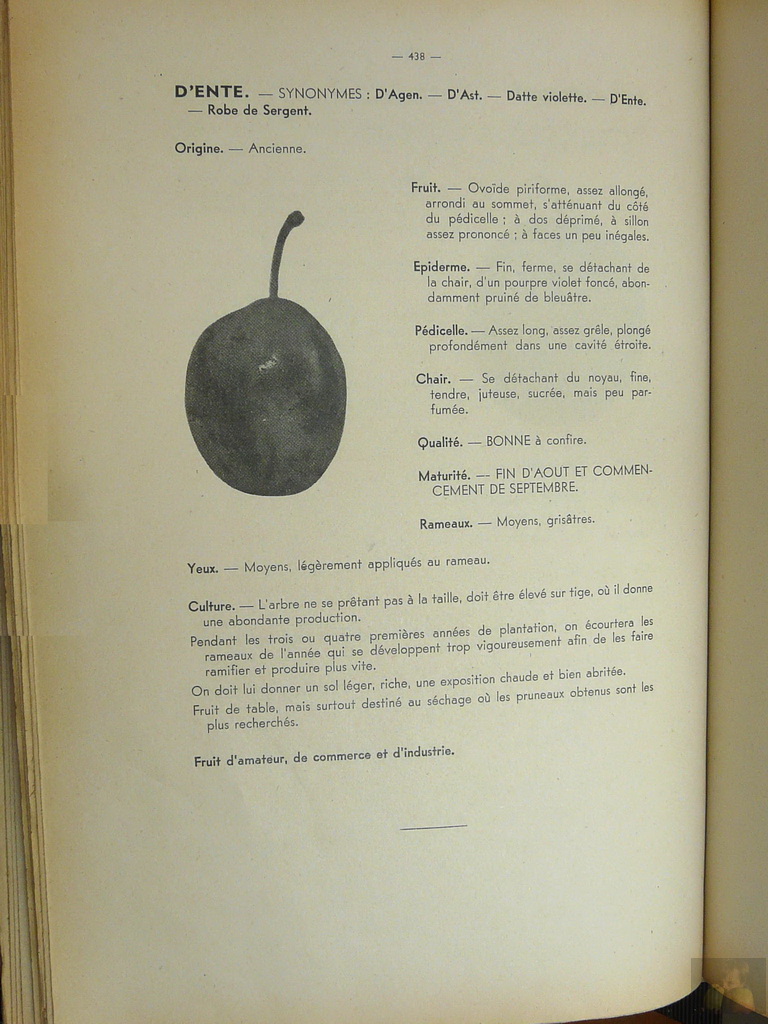 — 438 —
D'ENTE. — SYNONYMES : D'Agen. — D'Ast. — Datte violette. — D'Ente.
— Robe de Sergent.
Origine. — Ancienne.
Fruit. — Ovoïde piriforme, assez allongé,
arrondi au sommet, s'atténuant du côté
du pédicelle ; à dos déprimé, à sillon
assez prononcé ; à faces un peu inégales.
Epiderme. — Fin, ferme, se détachant de
la chair, d'un pourpre violet foncé, abon-
damment pruiné de bleuâtre.
Pédicelle. — Assez long, assez grêle, plongé
profondément dans une cavité étroite.
Chair. — Se détachant du noyau, fine,
tendre, juteuse, sucrée, mais peu par-
fumée.
Qualité. — BONNE à confire.
Maturité. — FIN D'AOUT ET COMMEN-
CEMENT DE SEPTEMBRE.
Rameaux. — Moyens, grisâtres.
Yeux. — Moyens, légèrement appliqués au rameau.
Culture. — L'arbre ne se prêtant pas à la taille, doit être élevé sur tige, où il donne
une abondante production.
Pendant les trois ou quatre premières années de plantation, on écourtera les
rameaux de l'année qui se développent trop vigoureusement afin de les faire
ramifier et produire plus vite.
On doit lui donner un sol léger, riche, une exposition chaude et bien abritée.
Fruit de table, mais surtout destiné au séchage où les pruneaux obtenus sont les
plus recherchés.
Fruit d'amateur, de commerce et d'industrie.